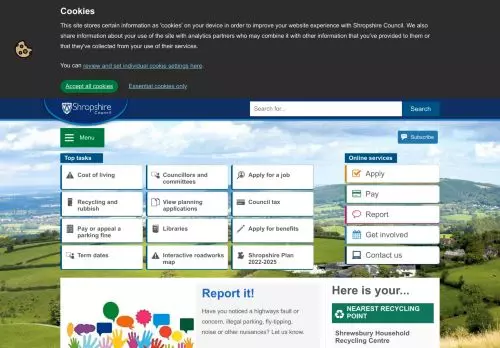 Cookies
This site stores certain information as 'cookies' on your device in order to improve your website experience with Shropshire Council. We also
share information about your use of the site with analytics partners who may combine it with other information that you've provided to them or
that they've collected from your use of their services.
You can review and set individual cookie settings here.
Accept all cookies
Essential cookies only
Shropshire
Council
Search for...
Search
Menu
Subscribe
Top tasks
Cost of living
Councillors and
committees
Apply for a job
Recycling and
rubbish
View planning
applications
Council tax
Pay or appeal a
parking fine
Libraries
Apply for benefits
Term dates
Interactive roadworks
map
Shropshire Plan
2022-2025
Online services
Apply
Pay
Report
Get involved
Contact us
Report it!
Have you noticed a highways fault or
concern, illegal parking, fly-tipping,
noise or other nuisances? Let us know.
Here is your...
NEAREST RECYCLING
POINT
Shrewsbury Household
Recycling Centre